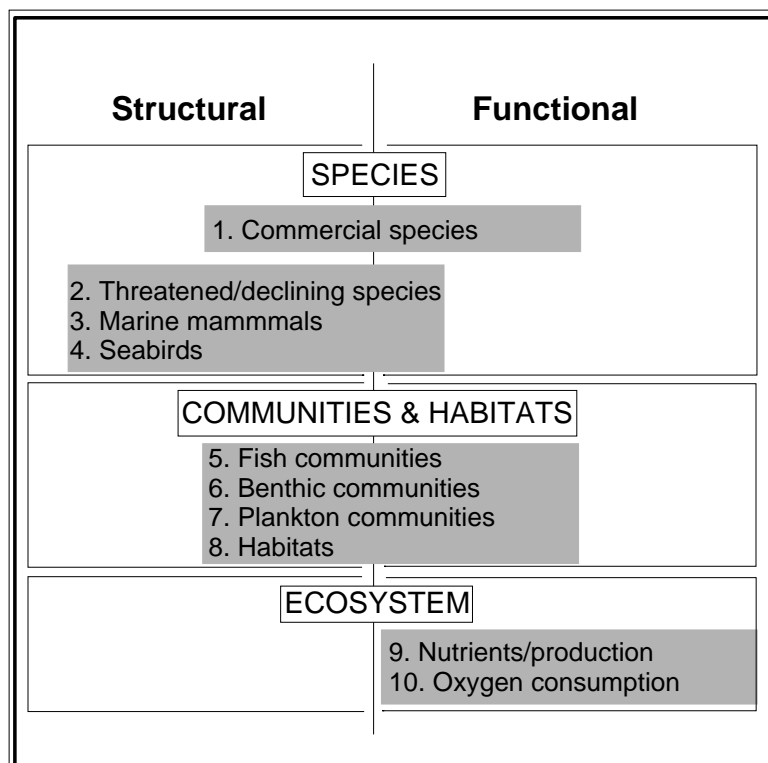 Structural
Functional
SPECIES
1. Commercial species
2. Threatened/declining species
3. Marine mammmals
4. Seabirds
COMMUNITIES & HABITATS
5. Fish communities
6. Benthic communities
7. Plankton communities
8. Habitats
ECOSYSTEM
9. Nutrients/production
10. Oxygen consumption